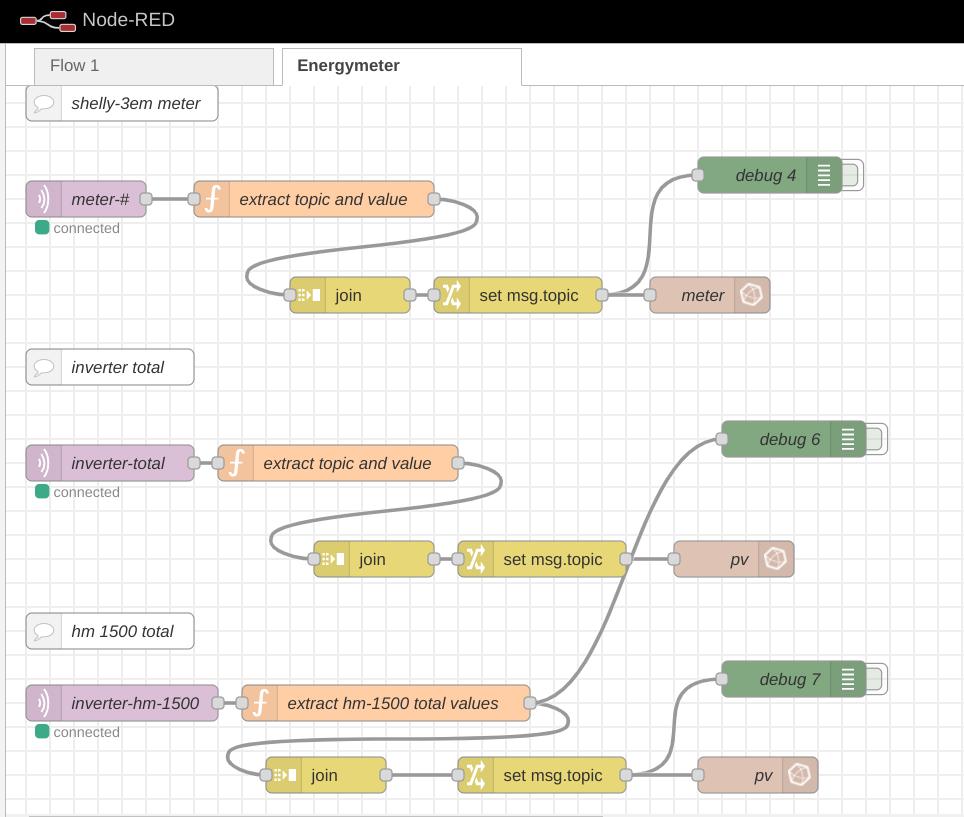 Node-RED
Flow 1
Energymeter
shelly-3em meter
debug 4
meter-#
extract topic and value
connected
join
set msg.topic
meter
inverter total
debug 6
inverter-total
extract topic and value
connected
join
set msg.topic
pv
hm 1500 total
debug 7
inverter-hm-1500
extract hm-1500 total values
connected
join
set msg.topic
pv